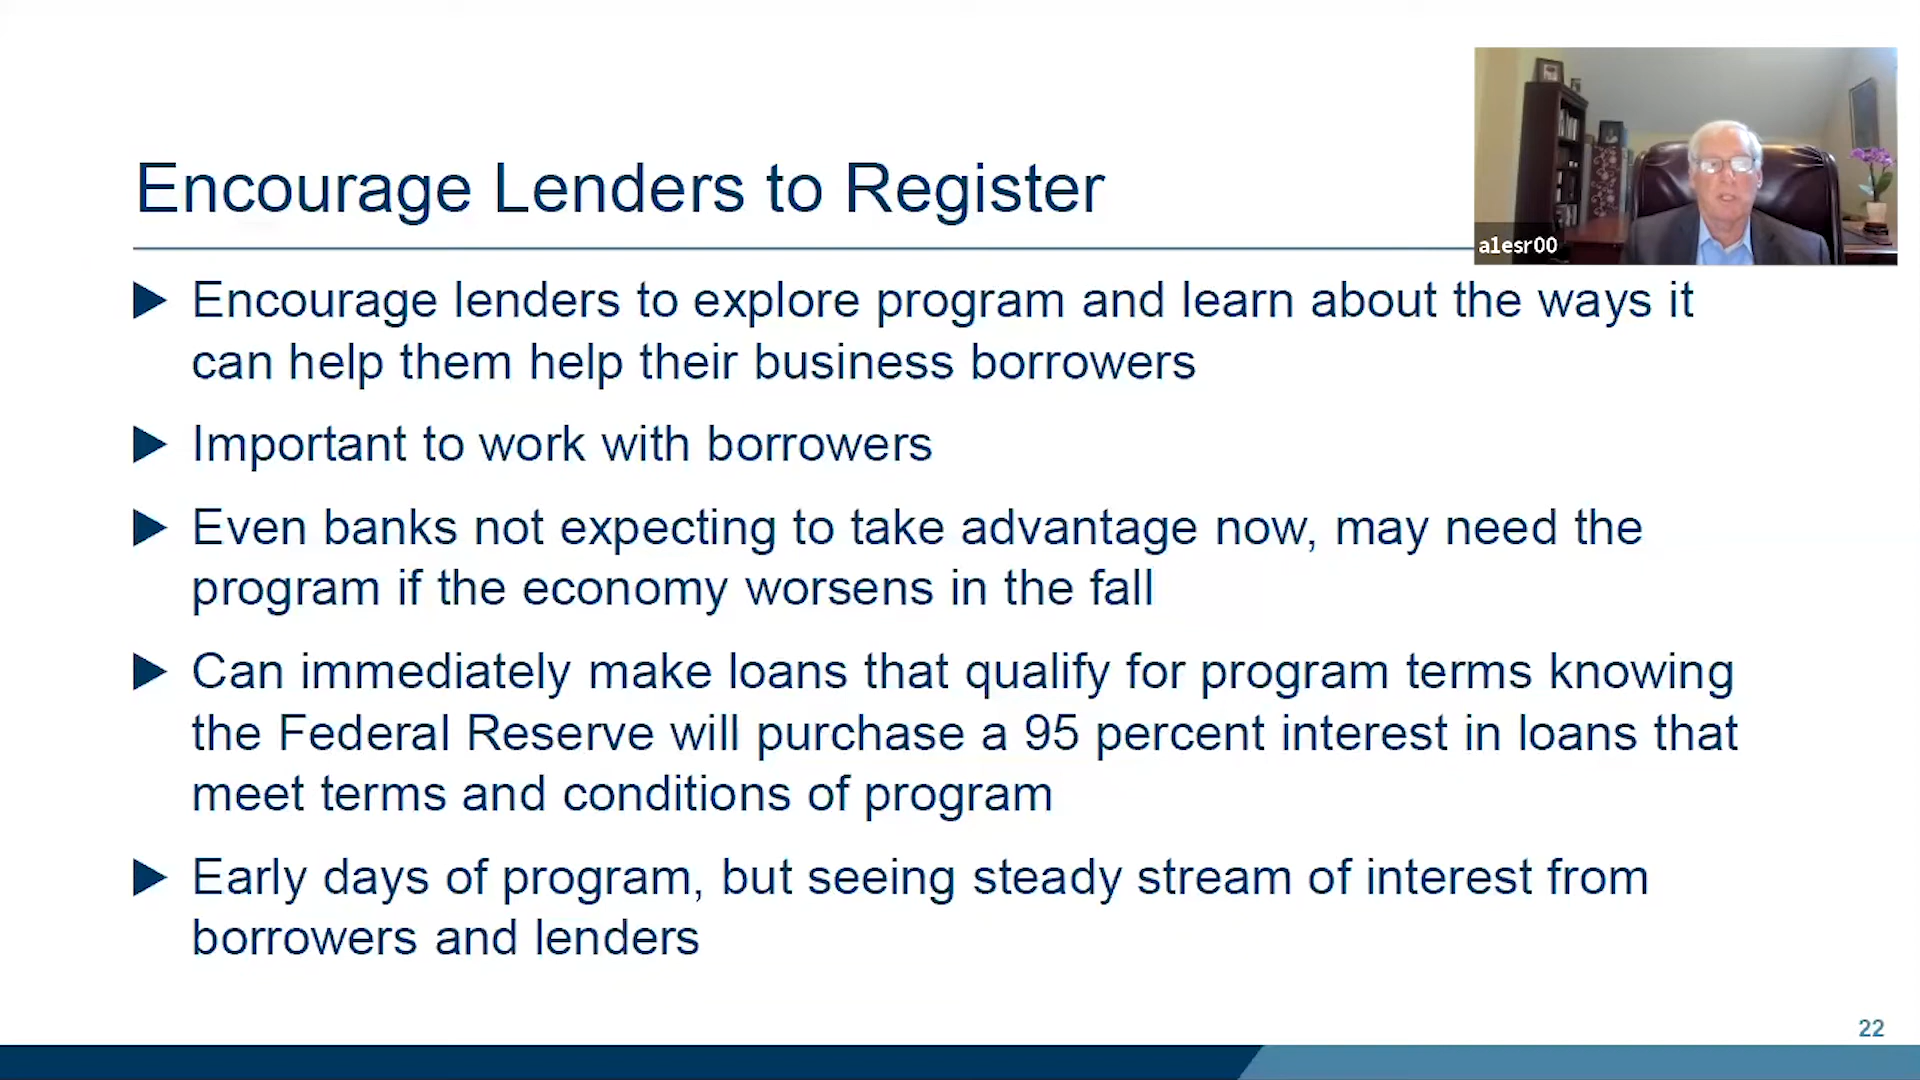 Encourage Lenders to Register
a1esr00
Encourage lenders to explore program and learn about the ways it
can help them help their business borrowers
Important to work with borrowers
Even banks not expecting to take advantage now, may need the
program if the economy worsens in the fall
Can immediately make loans that qualify for program terms knowing
the Federal Reserve will purchase a 95 percent interest in loans that
meet terms and conditions of program
Early days of program, but seeing steady stream of interest from
borrowers and lenders
22